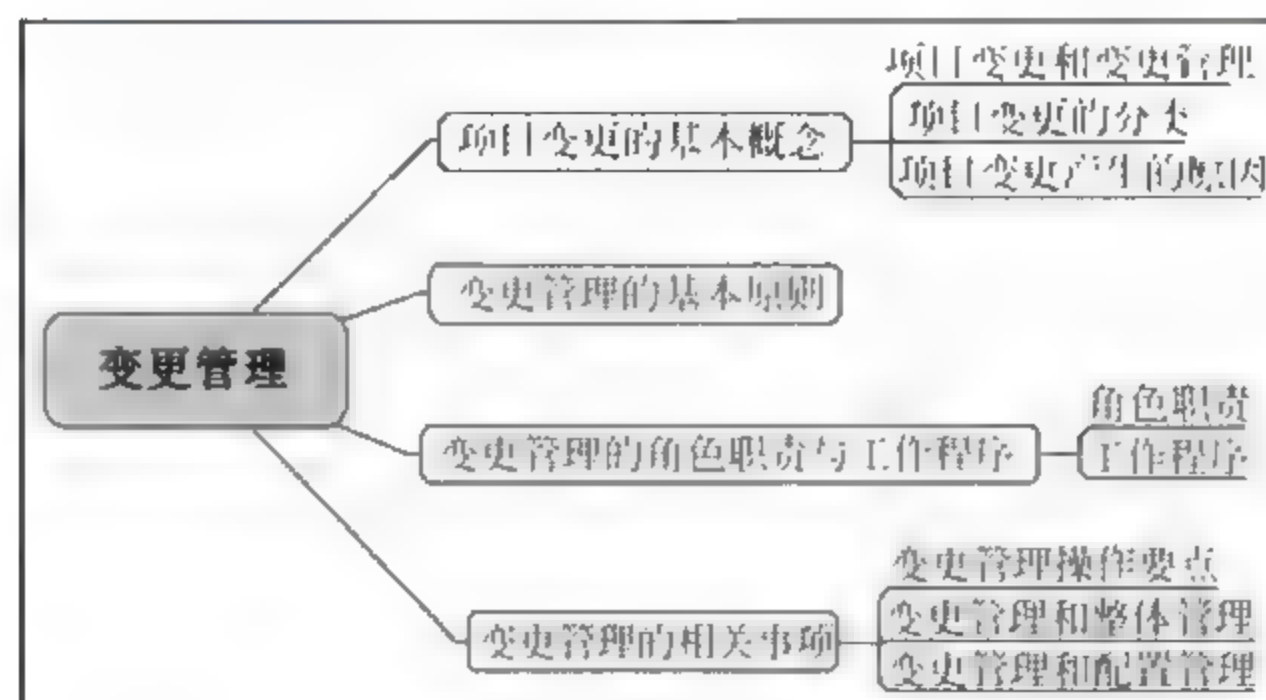 项目变更和变更管理
项目变更的基本概念
项目变更的分类
项目变更产生的原因
变更管理的基本原则
变更管理
角色职责
变更管理的角色职责与工作程序
工作程序
变更管理操作要点
变更管理的相关事项
变更管理和整体管理
变更管理和配置管理